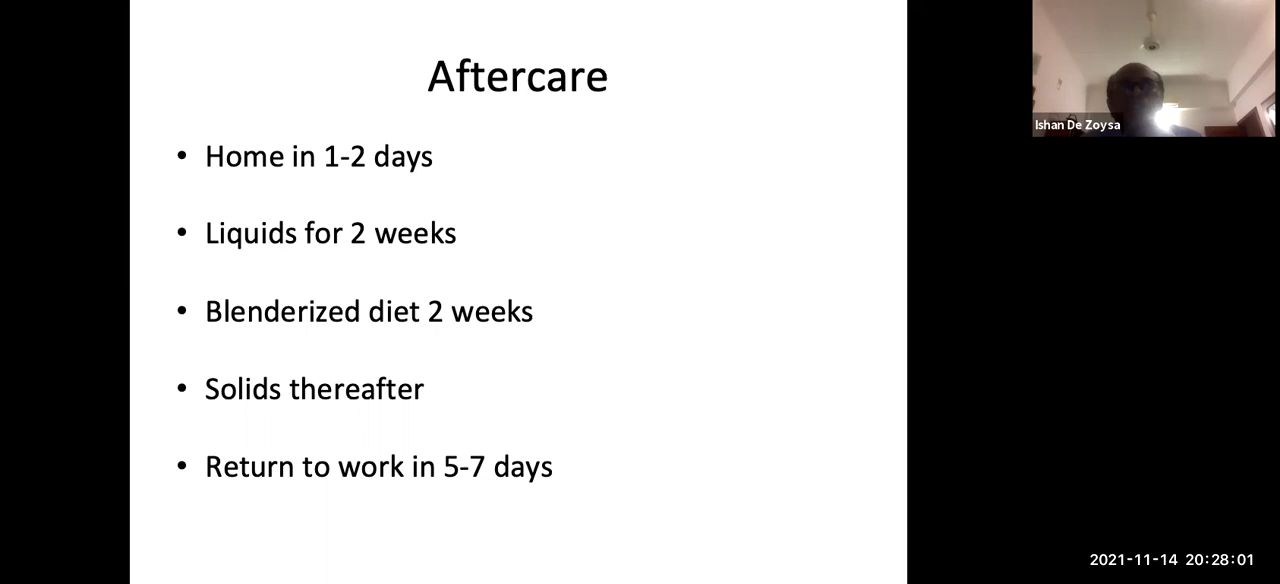 Aftercare
• Home in 1-2 days
• Liquids for 2 weeks
• Blenderized diet 2 weeks
• Solids thereafter
• Return to work in 5-7 days
Ishan De Zoysa
2021-11-14 20:28:01